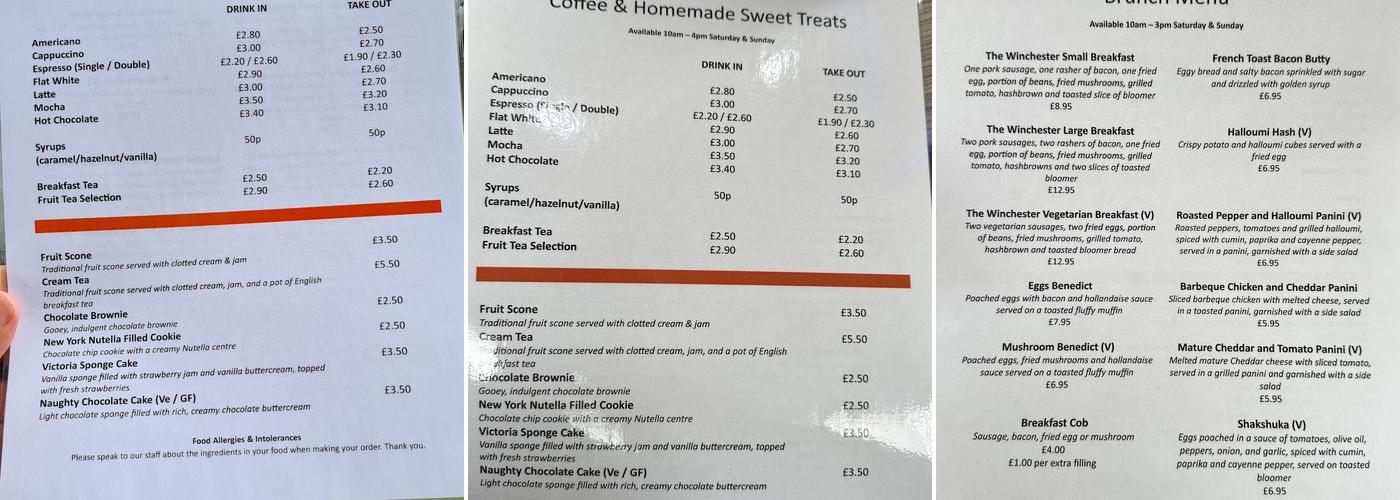 DRINK IN TAKE OUT
Americano £2.80 £2.50
Cappuccino £3.00 £2.70
Espresso (Single / Double) £2.20 / £2.60 £1.90 / £2.30
Flat White £2.90 £2.60
Latte £3.00 £2.70
Mocha £3.50 £3.20
Hot Chocolate £3.40 £3.10
Syrups 50p 50p
(caramel/hazelnut/vanilla)
Breakfast Tea £2.50 £2.20
Fruit Tea Selection £2.90 £2.60
Fruit Scone £3.50
Traditional fruit scone served with clotted cream & jam
Cream Tea £5.50
Traditional fruit scone served with clotted cream, jam, and a pot of English
breakfast tea
Chocolate Brownie £2.50
Gooey, indulgent chocolate brownie
New York Nutella Filled Cookie £2.50
Chocolate chip cookie with a creamy Nutella centre
Victoria Sponge Cake £3.50
Vanilla sponge filled with strawberry jam and vanilla buttercream, topped
with fresh strawberries
Naughty Chocolate Cake (Ve / GF) £3.50
Light chocolate sponge filled with rich, creamy chocolate buttercream
Food Allergies & Intolerances
Please speak to our staff about the ingredients in your food when making your order. Thank you.
Coffee & Homemade Sweet Treats
Available 10am – 4pm Saturday & Sunday
DRINK IN TAKE OUT
Americano £2.80 £2.50
Cappuccino £3.00 £2.70
Espresso (Single / Double) £2.20 / £2.60 £1.90 / £2.30
Flat White £2.90 £2.60
Latte £3.00 £2.70
Mocha £3.50 £3.20
Hot Chocolate £3.40 £3.10
Syrups 50p 50p
(caramel/hazelnut/vanilla)
Breakfast Tea £2.50 £2.20
Fruit Tea Selection £2.90 £2.60
Fruit Scone £3.50
Traditional fruit scone served with clotted cream & jam
Cream Tea £5.50
Traditional fruit scone served with clotted cream, jam, and a pot of English
breakfast tea
Chocolate Brownie £2.50
Gooey, indulgent chocolate brownie
New York Nutella Filled Cookie £2.50
Chocolate chip cookie with a creamy Nutella centre
Victoria Sponge Cake £3.50
Vanilla sponge filled with strawberry jam and vanilla buttercream, topped
with fresh strawberries
Naughty Chocolate Cake (Ve / GF) £3.50
Light chocolate sponge filled with rich, creamy chocolate buttercream
Brunch Menu
Available 10am – 3pm Saturday & Sunday
The Winchester Small Breakfast
One pork sausage, one rasher of bacon, one fried
egg, portion of beans, fried mushrooms, grilled
tomato, hashbrown and toasted slice of bloomer
£8.95
The Winchester Large Breakfast
Two pork sausages, two rashers of bacon, one fried
egg, portion of beans, fried mushrooms, grilled
tomato, hashbrowns and two slices of toasted
bloomer
£12.95
The Winchester Vegetarian Breakfast (V)
Two vegetarian sausages, two fried eggs, portion
of beans, fried mushrooms, grilled tomato,
hashbrown and toasted bloomer bread
£12.95
Eggs Benedict
Poached eggs with bacon and hollandaise sauce
served on a toasted fluffy muffin
£7.95
Mushroom Benedict (V)
Poached eggs, fried mushrooms and hollandaise
sauce served on a toasted fluffy muffin
£6.95
Breakfast Cob
Sausage, bacon, fried egg or mushroom
£4.00
£1.00 per extra filling
French Toast Bacon Butty
Eggy bread and salty bacon sprinkled with sugar
and drizzled with golden syrup
£6.95
Halloumi Hash (V)
Crispy potato and halloumi cubes served with a
fried egg
£6.95
Roasted Pepper and Halloumi Panini (V)
Roasted peppers, tomatoes and grilled halloumi,
spiced with cumin, paprika and cayenne pepper,
served in a panini, garnished with a side salad
£6.95
Barbeque Chicken and Cheddar Panini
Sliced barbeque chicken with melted cheese, served
in a toasted panini, garnished with a side salad
£5.95
Mature Cheddar and Tomato Panini (V)
Melted mature Cheddar cheese with sliced tomato,
served in a grilled panini and garnished with a side
salad
£5.95
Shakshuka (V)
Eggs poached in a sauce of tomatoes, olive oil,
peppers, onion, and garlic, spiced with cumin,
paprika and cayenne pepper, served on toasted
bloomer
£6.95